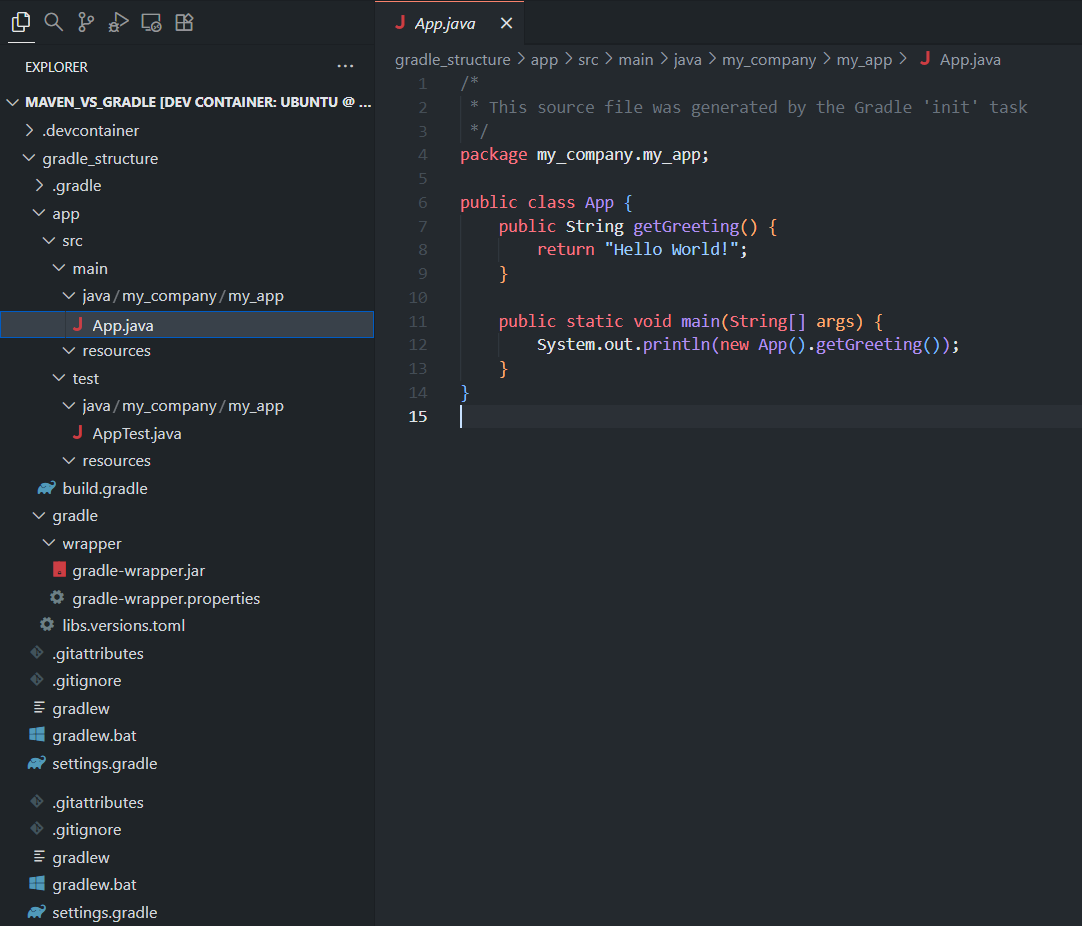 App.java
EXPLORER
MAVEN_VS_GRADLE [DEV CONTAINER: UBUNTU @ ...
.devcontainer
gradle_structure
.gradle
app
src
main
java/my_company/my_app
App.java
resources
test
java/my_company/my_app
AppTest.java
resources
build.gradle
gradle
wrapper
gradle-wrapper.jar
gradle-wrapper.properties
libs.versions.toml
.gitattributes
.gitignore
gradlew
gradlew.bat
settings.gradle
.gitattributes
.gitignore
gradlew
gradlew.bat
settings.gradle
gradle_structure > app > src > main > java > my_company > my_app > App.java
1 /*
2  * This source file was generated by the Gradle 'init' task
3  */
4 package my_company.my_app;
5
6 public class App {
7     public String getGreeting() {
8         return "Hello World!";
9     }
10
11     public static void main(String[] args) {
12         System.out.println(new App().getGreeting());
13     }
14 }
15